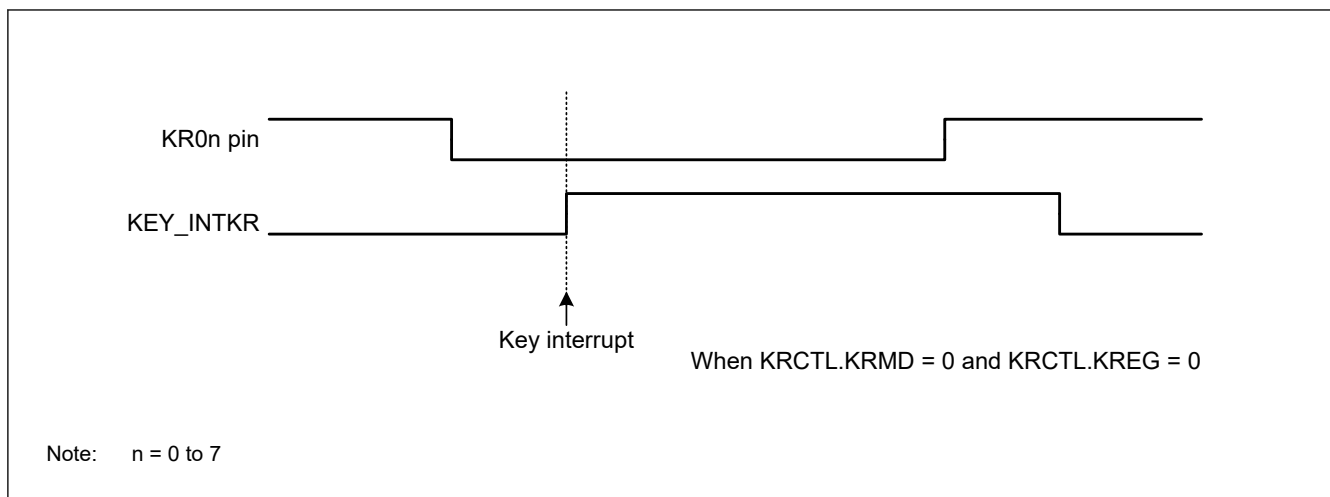 KR0n pin
KEY_INTKR
Key interrupt
When KRCTL.KRMD = 0 and KRCTL.KREG = 0
Note: n = 0 to 7